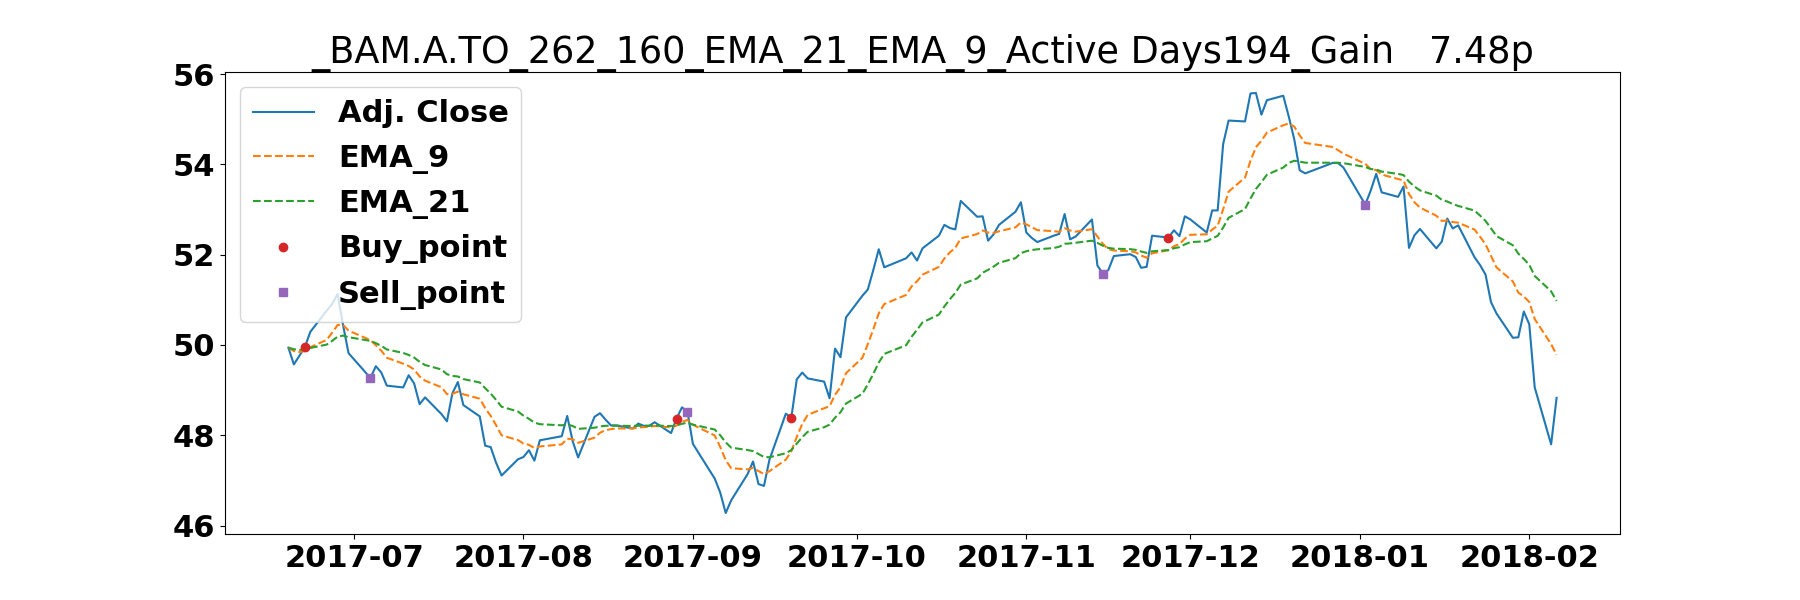 _BAM.A.TO_262_160_EMA_21_EMA_9_Active Days194_Gain   7.48p
56
54
52
50
48
46
Adj. Close
EMA_9
EMA_21
Buy_point
Sell_point
2017-07 2017-08 2017-09 2017-10 2017-11 2017-12 2018-01 2018-02